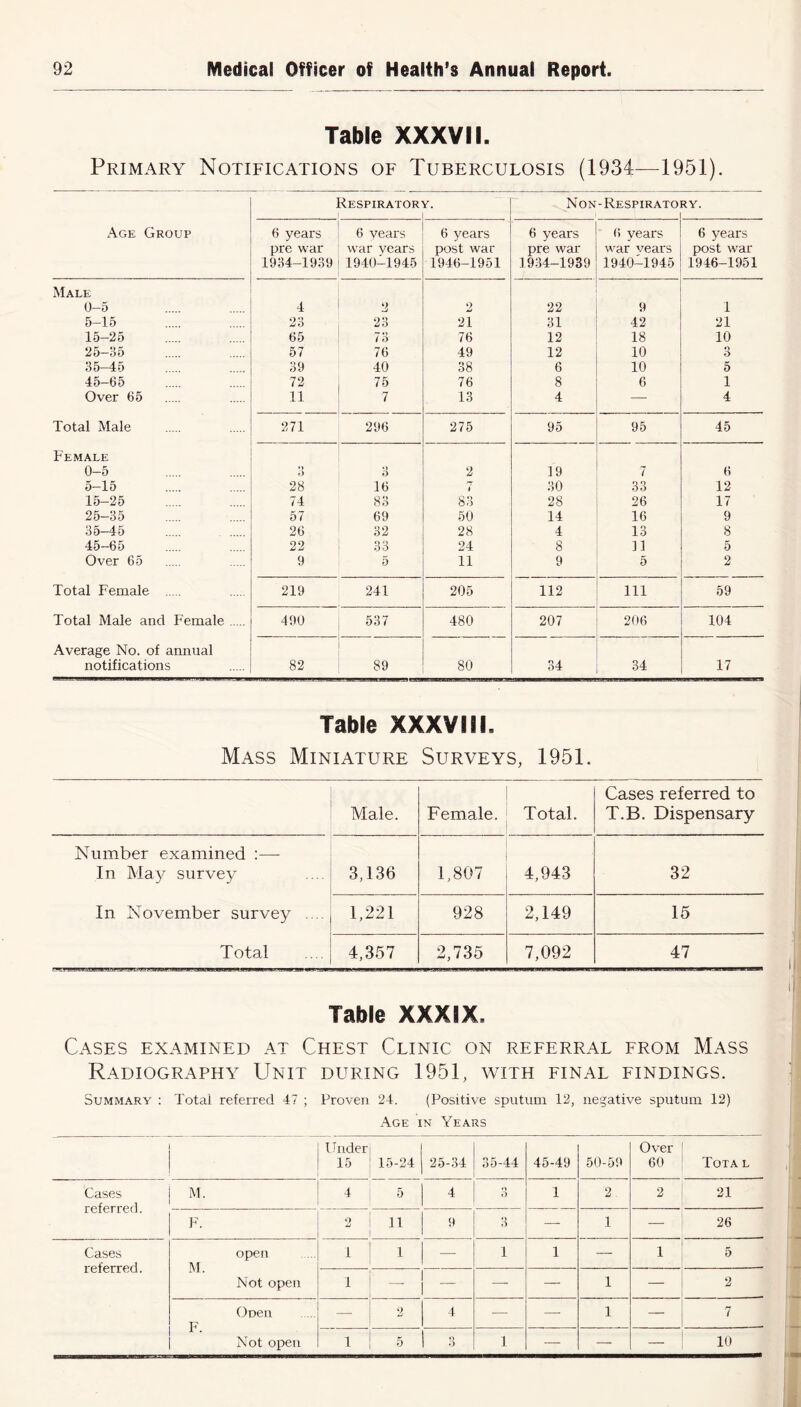 92 Medical Officer of Health's Annual Report.
Table XXXVII.
Primary Notifications of Tuberculosis (1934—1951).
Age Group | Respiratory. | Non-Respiratory.
6 years pre war 1934-1939 | 6 years war years 1940-1945 | 6 years post war 1946-1951 | 6 years pre war 1934-1939 | 6 years war years 1940-1945 | 6 years post war 1946-1951
Male
0-5 ..... ..... 4 2 2 22 9 1
5-15 ..... ..... 23 23 21 31 42 21
15-25 ..... ..... 65 73 76 12 18 10
25-35 ..... ..... 57 76 49 12 10 3
35-45 ..... ..... 39 40 38 6 10 5
45-65 ..... ..... 72 75 76 8 6 1
Over 65 ..... ..... 11 7 13 4 — 4
Total Male ..... ..... 271 296 275 95 95 45
Female
0-5 ..... ..... 3 3 2 19 7 6
5-15 ..... ..... 28 16 7 30 33 12
15-25 ..... ..... 74 83 83 28 26 17
25-35 ..... ..... 57 69 50 14 16 9
35-45 ..... ..... 26 32 28 4 13 8
45-65 ..... ..... 22 33 24 8 11 5
Over 65 ..... ..... 9 5 11 9 5 2
Total Female ..... ..... 219 241 205 112 111 59
Total Male and Female ..... 490 537 480 207 206 104
Average No. of annual
notifications ..... 82 89 80 34 34 17
Table XXXVIII.
Mass Miniature Surveys, 1951.
Male. | Female. | Total. | Cases referred to T.B. Dispensary
Number examined :—
In May survey .... 3,136 1,807 4,943 32
In November survey .... 1,221 928 2,149 15
Total .... 4,357 2,735 7,092 47
Table XXXIX.
Cases examined at Chest Clinic on referral from Mass
Radiography Unit during 1951, with final findings.
Summary : Total referred 47 ; Proven 24. (Positive sputum 12, negative sputum 12)
Age in Years
Under 15 | 15-24 | 25-34 | 35-44 | 45-49 | 50-59 | Over 60 | Total
Cases referred. M. 4 5 4 3 1 2 2 21
F. 2 11 9 3 — 1 — 26
Cases referred. M. open ..... 1 1 — 1 1 — 1 5
Not open 1 — — — — 1 — 2
F. Open ..... — 2 4 — — 1 — 7
Not open 1 5 3 1 — — — 10